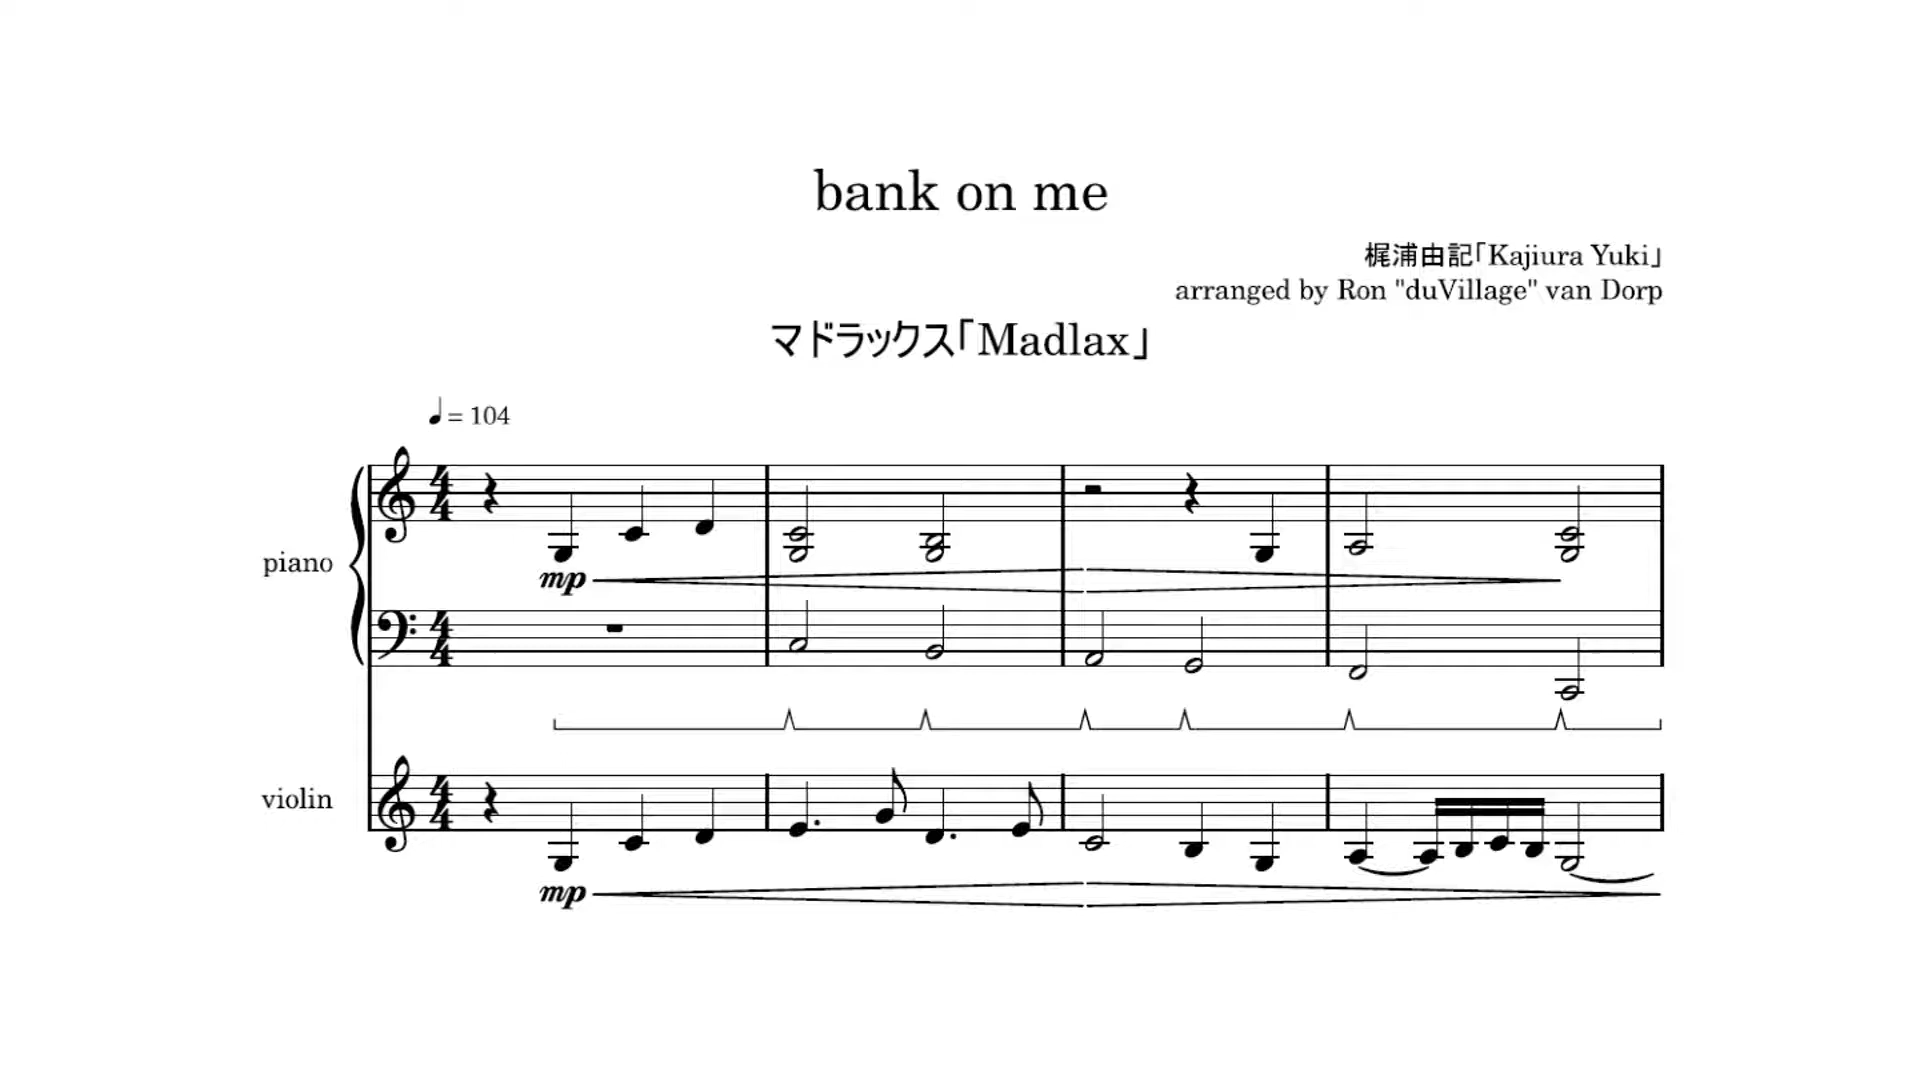 bank on me
梶浦由記「Kajiura Yuki」
arranged by Ron "duVillage" van Dorp
マドラックス「Madlax」
♩ = 104
piano
mp
violin
mp